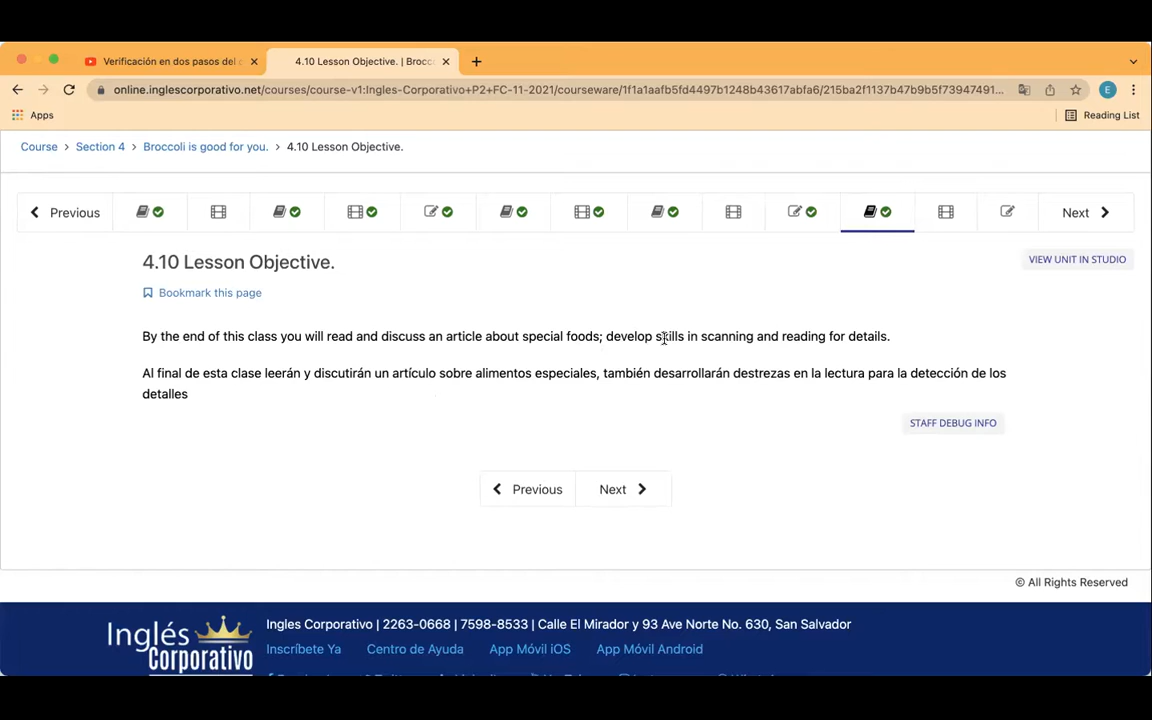 Verificación en dos pasos del c
4.10 Lesson Objective. | Brocc
online.inglescorporativo.net/courses/course-v1:Ingles-Corporativo+P2+FC-11-2021/courseware/1f1a1aafb5fd4497b1248b43617abfa6/215ba2f1137b47b9b5f73947491...
E
Apps
Reading List
Course > Section 4 > Broccoli is good for you. > 4.10 Lesson Objective.
Previous
Next
4.10 Lesson Objective.
VIEW UNIT IN STUDIO
Bookmark this page
By the end of this class you will read and discuss an article about special foods; develop skills in scanning and reading for details.
Al final de esta clase leerán y discutirán un artículo sobre alimentos especiales, también desarrollarán destrezas en la lectura para la detección de los
detalles
STAFF DEBUG INFO
Previous
Next
© All Rights Reserved
Inglés
Corporativo
Ingles Corporativo | 2263-0668 | 7598-8533 | Calle El Mirador y 93 Ave Norte No. 630, San Salvador
Inscríbete Ya
Centro de Ayuda
App Móvil iOS
App Móvil Android